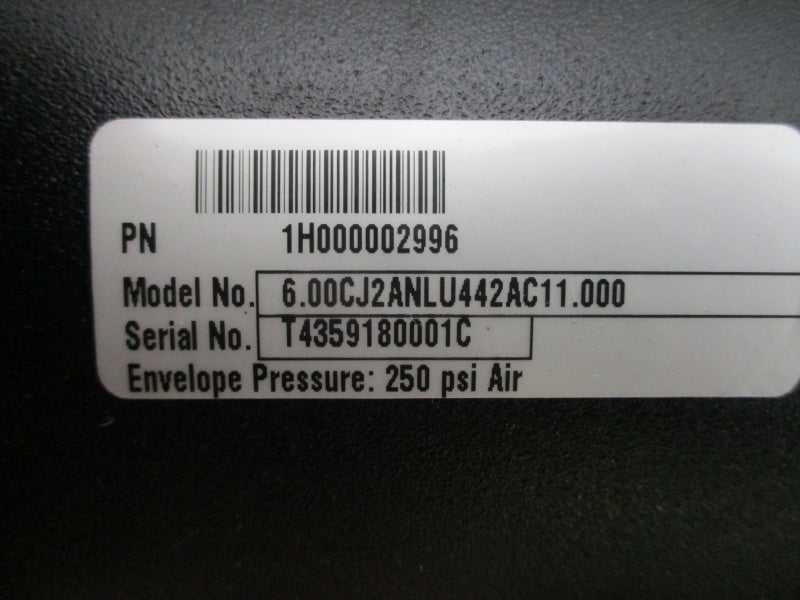 PN 1H000002996
Model No. 6.00CJ2ANLU442AC11.000
Serial No. T4359180001C
Envelope Pressure: 250 psi Air